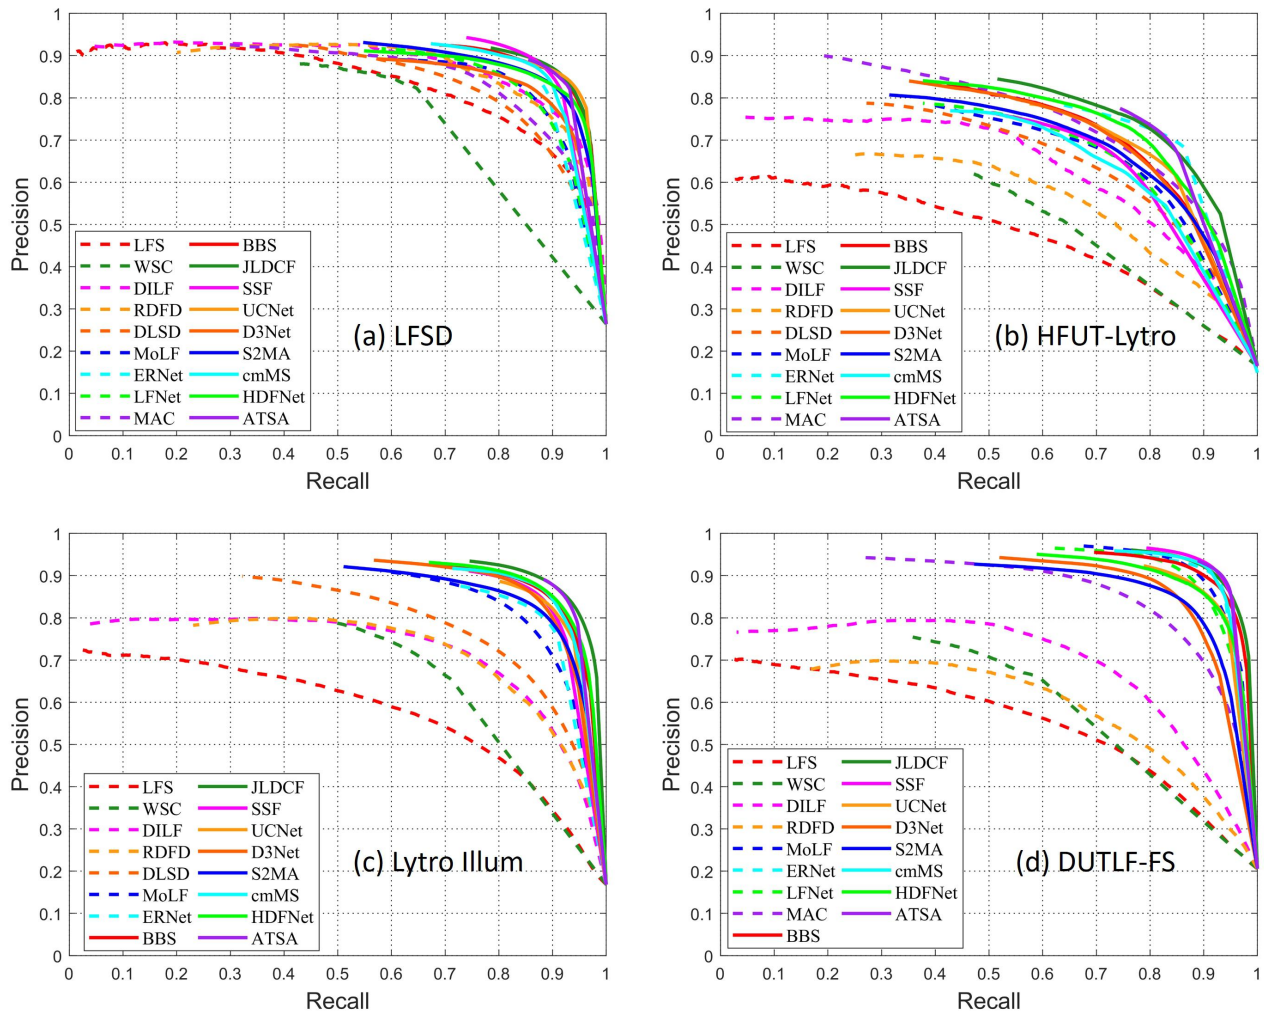 1
0.9
0.8
0.7
0.6
0.5
0.4
0.3
0.2
0.1
0
Precision
LFS BBS
WSC JLDCF
DILF SSF
RDFD UCNet
DLSD D3Net
MoLF S2MA
ERNet cmMS
LFNet HDFNet
MAC ATSA
(a) LFSD
0 0.1 0.2 0.3 0.4 0.5 0.6 0.7 0.8 0.9 1
Recall
1
0.9
0.8
0.7
0.6
0.5
0.4
0.3
0.2
0.1
0
Precision
LFS BBS
WSC JLDCF
DILF SSF
RDFD UCNet
DLSD D3Net
MoLF S2MA
ERNet cmMS
LFNet HDFNet
MAC ATSA
(b) HFUT-Lytro
0 0.1 0.2 0.3 0.4 0.5 0.6 0.7 0.8 0.9 1
Recall
1
0.9
0.8
0.7
0.6
0.5
0.4
0.3
0.2
0.1
0
Precision
LFS JLDCF
WSC SSF
DILF UCNet
RDFD D3Net
DLSD S2MA
MoLF cmMS
ERNet HDFNet
BBS ATSA
(c) Lytro Illum
0 0.1 0.2 0.3 0.4 0.5 0.6 0.7 0.8 0.9 1
Recall
1
0.9
0.8
0.7
0.6
0.5
0.4
0.3
0.2
0.1
0
Precision
LFS JLDCF
WSC SSF
DILF UCNet
RDFD D3Net
MoLF S2MA
ERNet cmMS
LFNet HDFNet
MAC ATSA
BBS
(d) DUTLF-FS
0 0.1 0.2 0.3 0.4 0.5 0.6 0.7 0.8 0.9 1
Recall